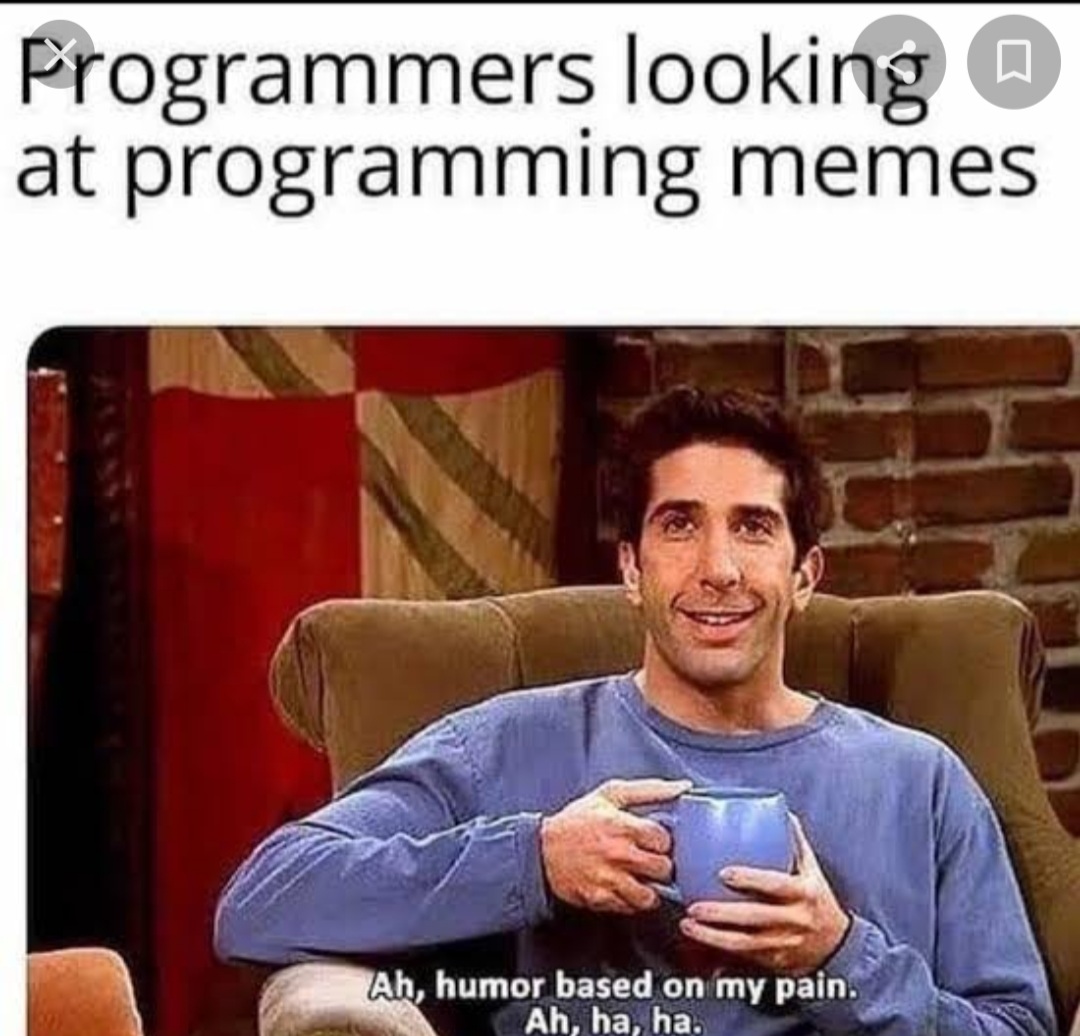 Programmers looking
at programming memes
Ah, humor based on my pain.
Ah, ha, ha.